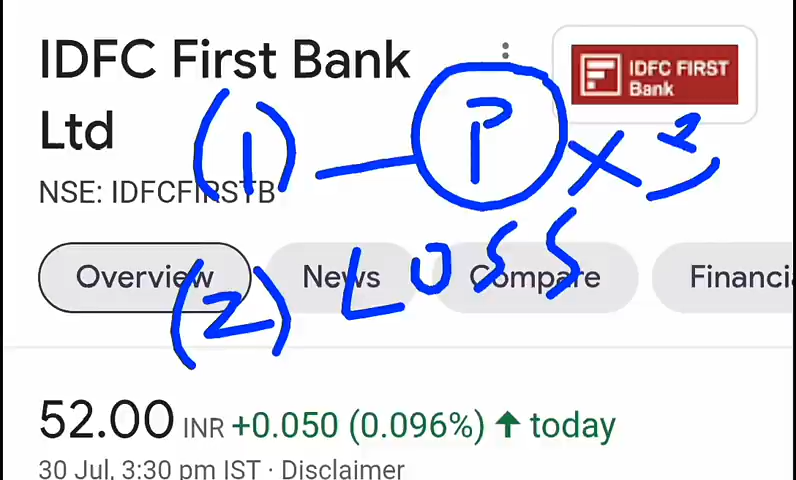 IDFC First Bank
Ltd
IDFC FIRST
Bank
(1) — P x 2
NSE: IDFCFIRSTB
Overview
News
Compare
Financi
(2) LOSS
52.00 INR +0.050 (0.096%) ↑ today
30 Jul, 3:30 pm IST · Disclaimer